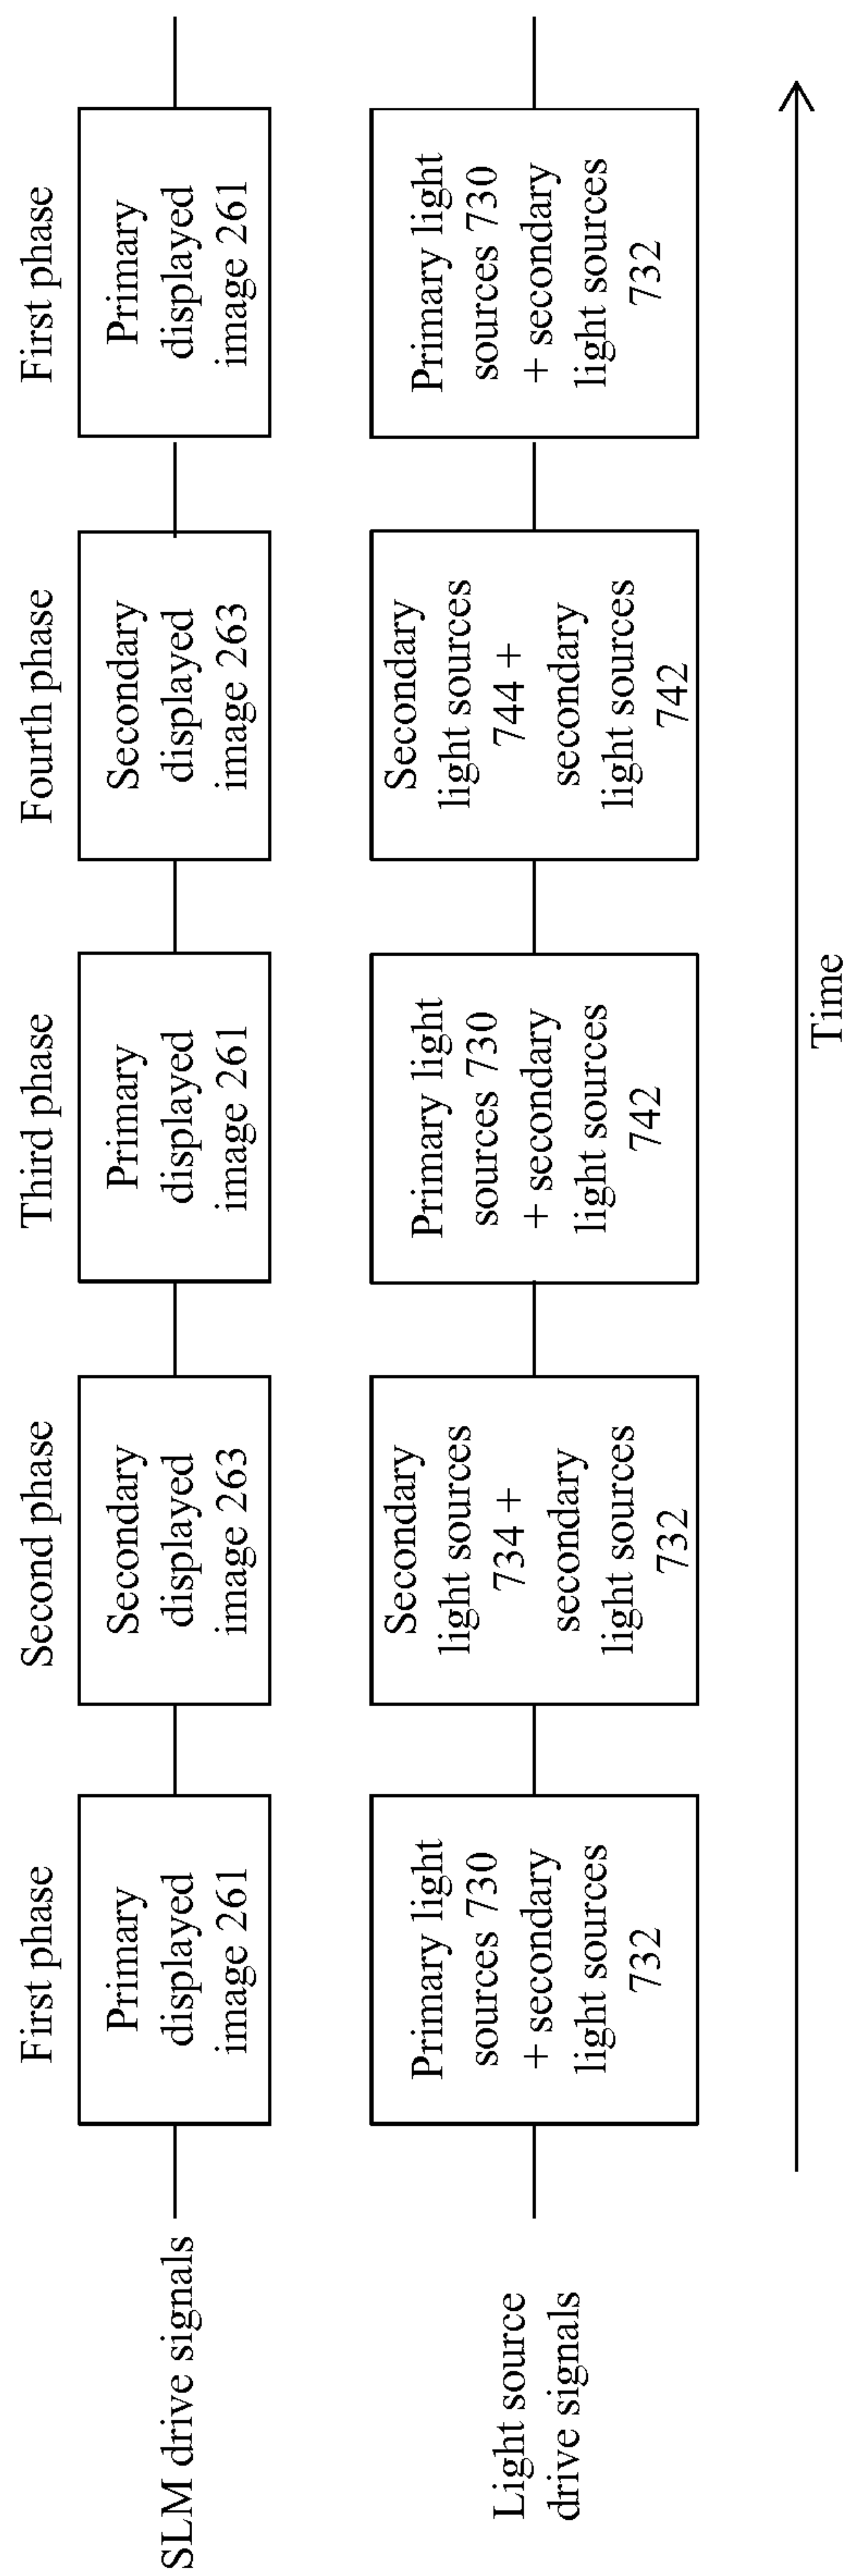 First phase
Second phase
Third phase
Fourth phase
First phase
SLM drive signals
Primary
displayed
image 261
Secondary
displayed
image 263
Primary
displayed
image 261
Secondary
displayed
image 263
Primary
displayed
image 261
Light source
drive signals
Primary light
sources 730
+ secondary
light sources
732
Secondary
light sources
734 +
secondary
light sources
732
Primary light
sources 730
+ secondary
light sources
742
Secondary
light sources
744 +
secondary
light sources
742
Primary light
sources 730
+ secondary
light sources
732
Time